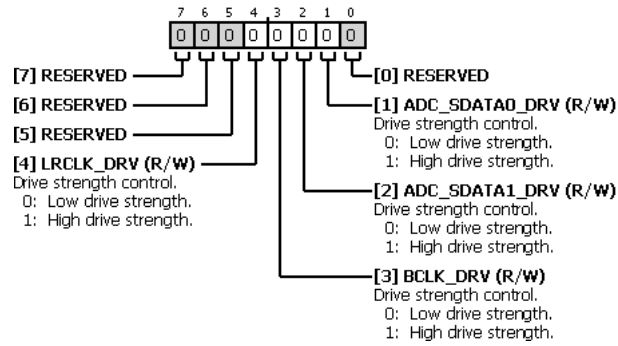 7 6 5 4 3 2 1 0
0 0 0 0 0 0 0 0
[7] RESERVED
[6] RESERVED
[5] RESERVED
[4] LRCLK_DRV (R/W)
Drive strength control.
0: Low drive strength.
1: High drive strength.
[0] RESERVED
[1] ADC_SDATA0_DRV (R/W)
Drive strength control.
0: Low drive strength.
1: High drive strength.
[2] ADC_SDATA1_DRV (R/W)
Drive strength control.
0: Low drive strength.
1: High drive strength.
[3] BCLK_DRV (R/W)
Drive strength control.
0: Low drive strength.
1: High drive strength.